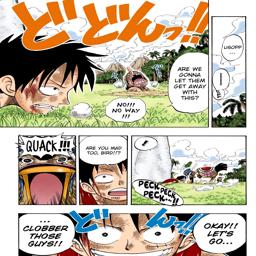 どどんっ!!
USOPP
...
ARE WE
GONNA
LET THEM
GET AWAY
WITH
THIS?
NO!!!
NO WAY
PECK
PECK
PECK...!!
ARE YOU MAD
TOO, BIRD!!?
QUACK!!!
どんっ!!
OKAY!!
LET'S
GO...
...
CLOBBER
THOSE
GUYS!!